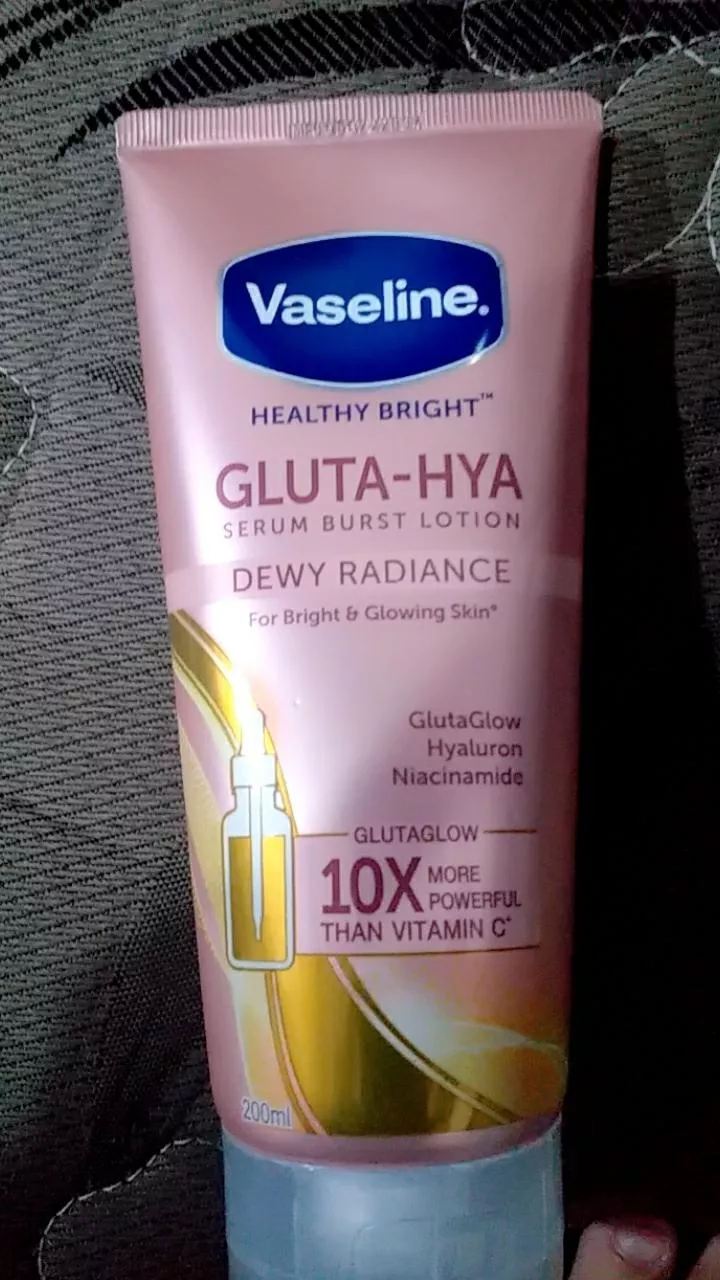 Vaseline.
HEALTHY BRIGHT™
GLUTA-HYA
SERUM BURST LOTION
DEWY RADIANCE
For Bright & Glowing Skin*
GlutaGlow
Hyaluron
Niacinamide
GLUTAGLOW
10X MORE
POWERFUL
THAN VITAMIN C*
200ml